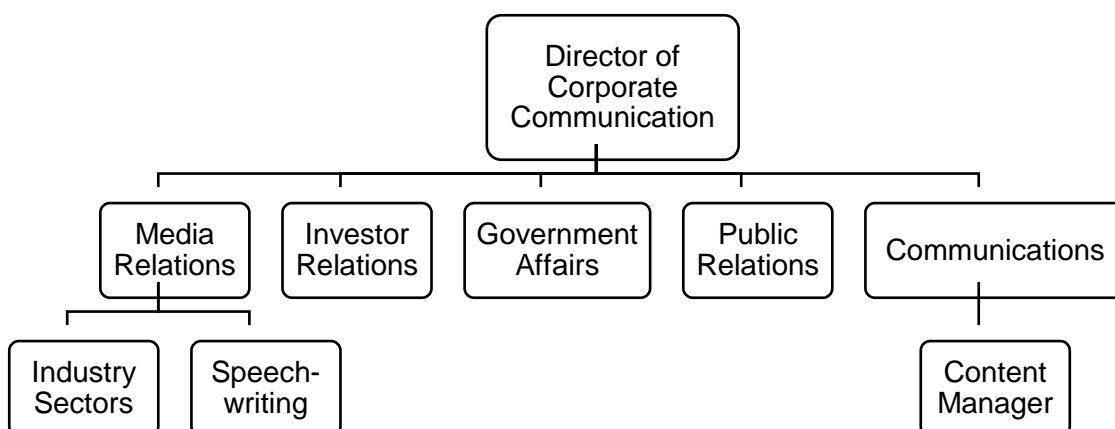 Director of
Corporate
Communication
Media
Relations
Investor
Relations
Government
Affairs
Public
Relations
Communications
Industry
Sectors
Speech-
writing
Content
Manager